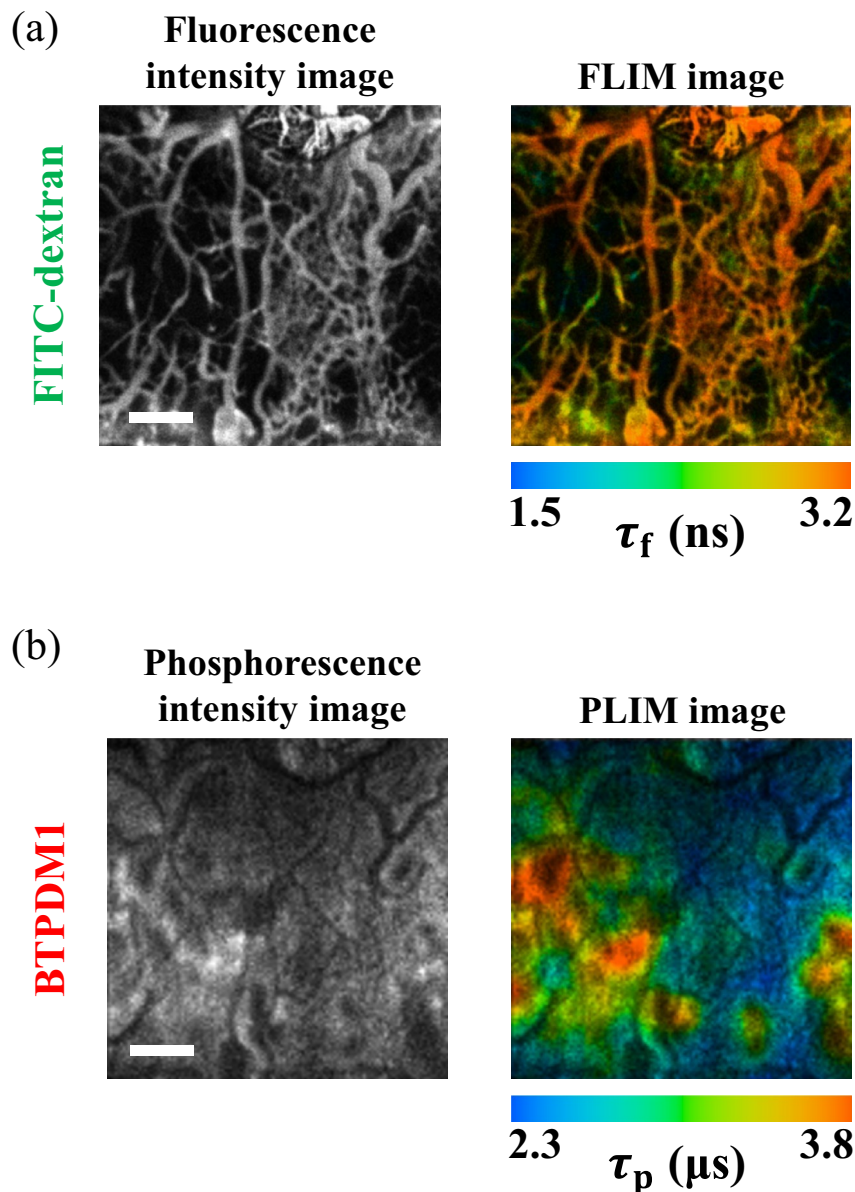 (a)
Fluorescence
intensity image
FLIM image
FITC-dextran
1.5
3.2
τf (ns)
(b)
Phosphorescence
intensity image
PLIM image
BTPDM1
2.3
3.8
τp (μs)